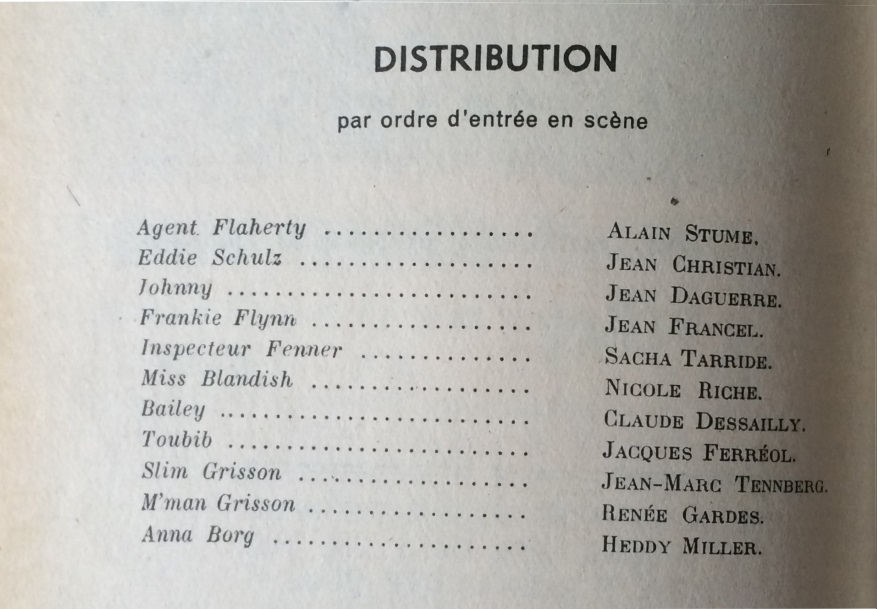 DISTRIBUTION
par ordre d'entrée en scène
Agent Flaherty .................. ALAIN STUME.
Eddie Schulz .................... JEAN CHRISTIAN.
Johnny .......................... JEAN DAGUERRE.
Frankie Flynn ................... JEAN FRANCEL.
Inspecteur Fenner ............... SACHA TARRIDE.
Miss Blandish ................... NICOLE RICHE.
Bailey .......................... CLAUDE DESSAILLY.
Toubib .......................... JACQUES FERRÉOL.
Slim Grisson .................... JEAN-MARC TENNBERG.
M'man Grisson ................... RENÉE GARDES.
Anna Borg ....................... HEDDY MILLER.